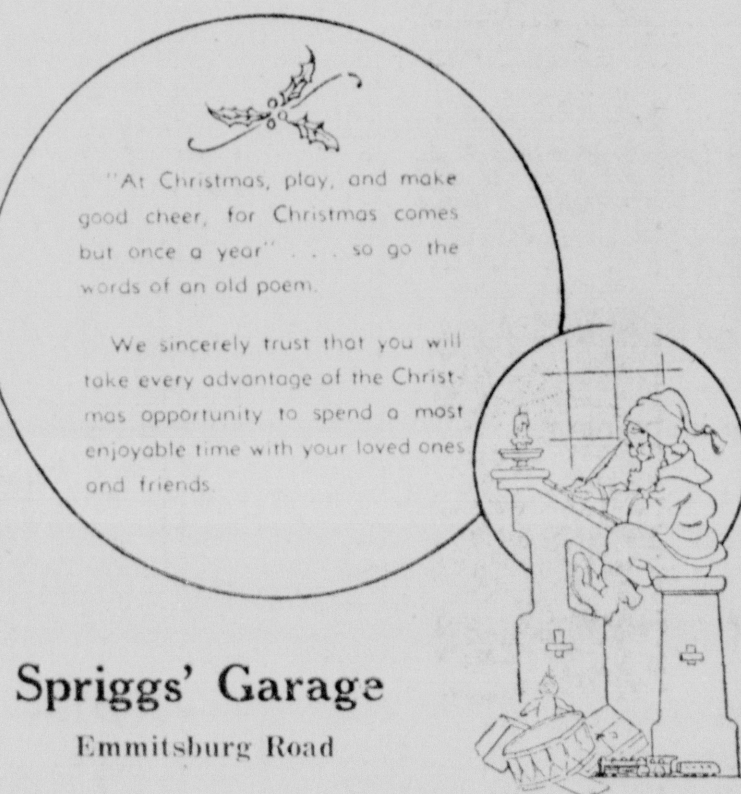 "At Christmas, play, and make
good cheer, for Christmas comes
but once a year" . . . so go the
words of an old poem.
We sincerely trust that you will
take every advantage of the Christ-
mas opportunity to spend a most
enjoyable time with your loved ones
and friends.
Spriggs' Garage
Emmitsburg Road